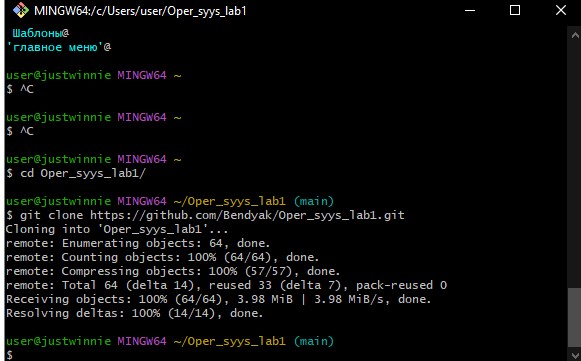 MINGW64:/c/Users/user/Oper_syys_lab1
Шаблоны@
'главное меню'@
user@justwinnie MINGW64 ~
$ ^C
user@justwinnie MINGW64 ~
$ ^C
user@justwinnie MINGW64 ~
$ cd Oper_syys_lab1/
user@justwinnie MINGW64 ~/Oper_syys_lab1 (main)
$ git clone https://github.com/Bendyak/Oper_syys_lab1.git
Cloning into 'Oper_syys_lab1'...
remote: Enumerating objects: 64, done.
remote: Counting objects: 100% (64/64), done.
remote: Compressing objects: 100% (57/57), done.
remote: Total 64 (delta 14), reused 33 (delta 7), pack-reused 0
Receiving objects: 100% (64/64), 3.98 MiB | 3.98 MiB/s, done.
Resolving deltas: 100% (14/14), done.
user@justwinnie MINGW64 ~/Oper_syys_lab1 (main)
$